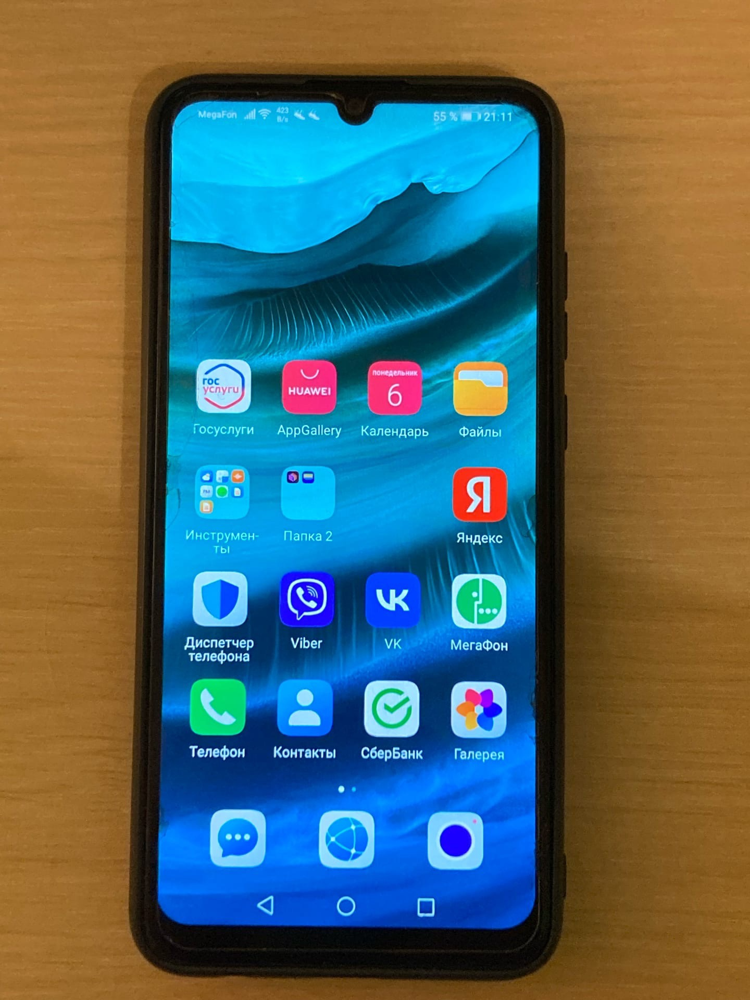 MegaFon 423 B/s 55 % 21:11
гос
услуги
HUAWEI
понедельник
6
Госуслуги AppGallery Календарь Файлы
FM
Я
Инструмен-
ты
Папка 2 Яндекс
VK
Диспетчер
телефона
Viber VK МегаФон
Телефон Контакты СберБанк Галерея